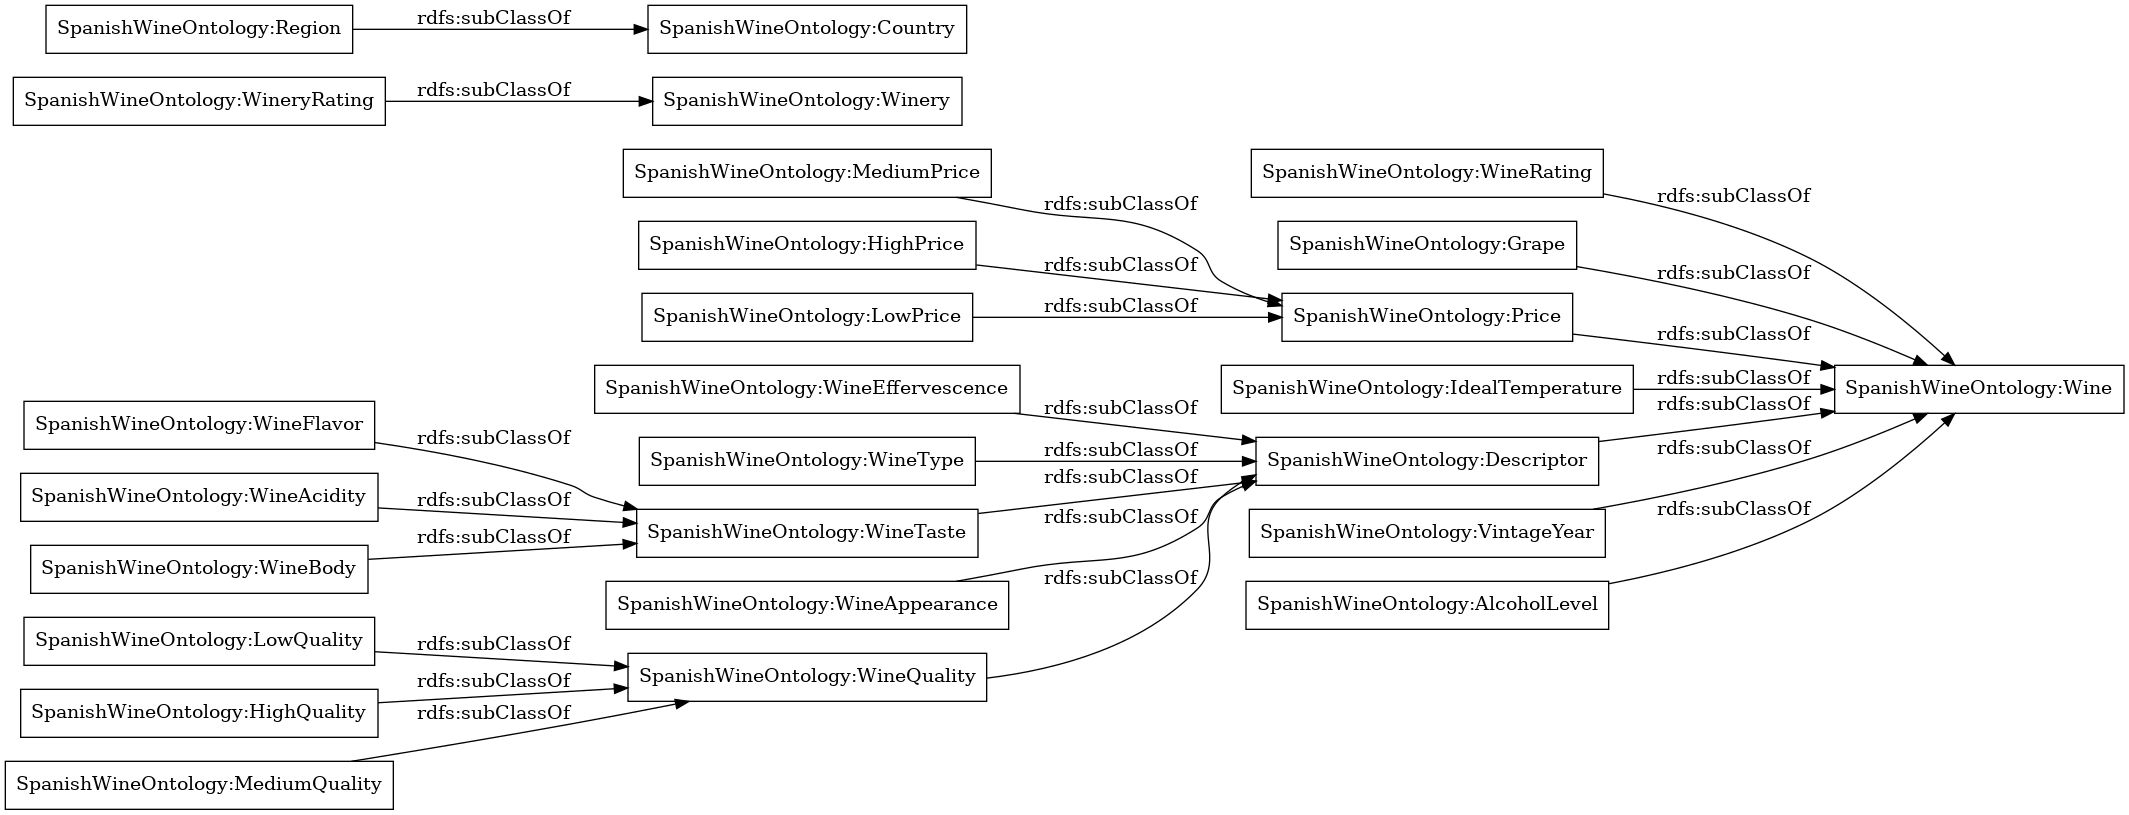 SpanishWineOntology:Region
rdfs:subClassOf
SpanishWineOntology:Country
SpanishWineOntology:WineryRating
rdfs:subClassOf
SpanishWineOntology:Winery
SpanishWineOntology:MediumPrice
rdfs:subClassOf
SpanishWineOntology:HighPrice
rdfs:subClassOf
SpanishWineOntology:LowPrice
rdfs:subClassOf
SpanishWineOntology:Price
rdfs:subClassOf
SpanishWineOntology:WineRating
rdfs:subClassOf
SpanishWineOntology:Grape
rdfs:subClassOf
SpanishWineOntology:IdealTemperature
rdfs:subClassOf
SpanishWineOntology:Wine
SpanishWineOntology:WineEffervescence
rdfs:subClassOf
SpanishWineOntology:WineType
rdfs:subClassOf
SpanishWineOntology:Descriptor
rdfs:subClassOf
SpanishWineOntology:WineFlavor
rdfs:subClassOf
SpanishWineOntology:WineAcidity
rdfs:subClassOf
SpanishWineOntology:WineBody
rdfs:subClassOf
SpanishWineOntology:WineTaste
rdfs:subClassOf
SpanishWineOntology:VintageYear
rdfs:subClassOf
SpanishWineOntology:WineAppearance
rdfs:subClassOf
SpanishWineOntology:AlcoholLevel
rdfs:subClassOf
SpanishWineOntology:LowQuality
rdfs:subClassOf
SpanishWineOntology:HighQuality
rdfs:subClassOf
SpanishWineOntology:MediumQuality
rdfs:subClassOf
SpanishWineOntology:WineQuality
rdfs:subClassOf